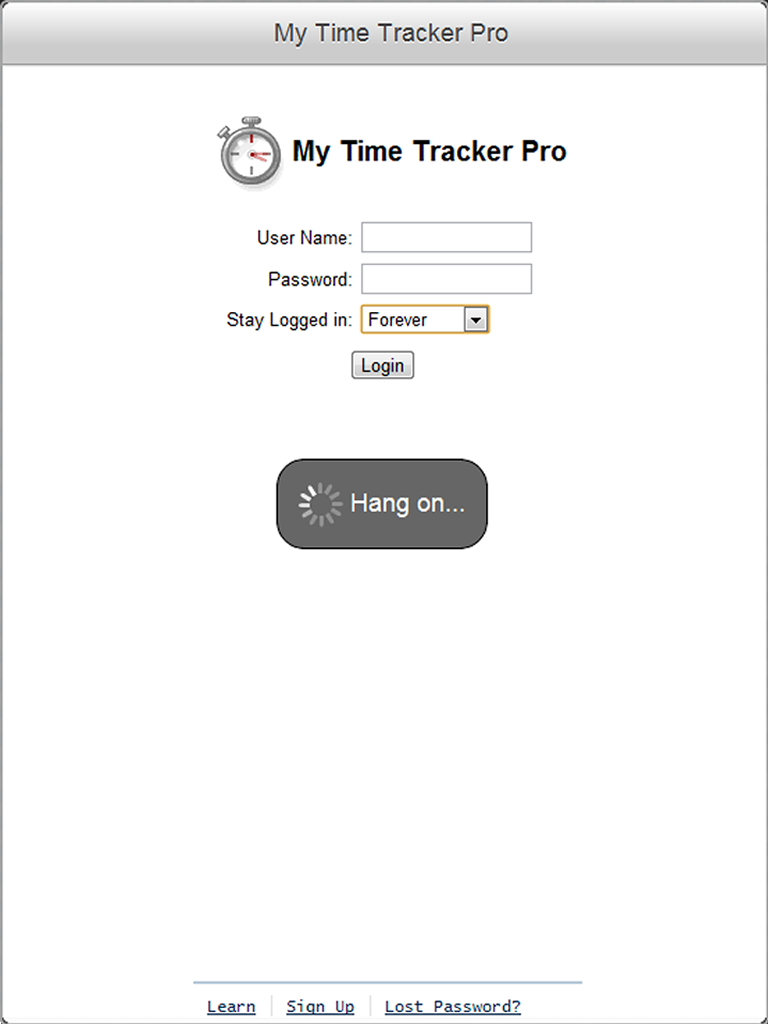 My Time Tracker Pro
My Time Tracker Pro
User Name:
Password:
Stay Logged in: Forever
Login
Hang on...
Learn Sign Up Lost Password?